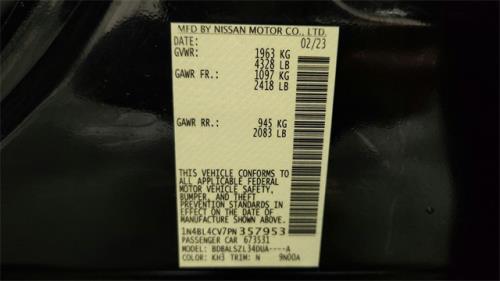 MFD BY NISSAN MOTOR CO., LTD
DATE: 02/23
GVWR: 1963 KG
4328 LB
GAWR FR.: 1097 KG
2418 LB
GAWR RR.: 945 KG
2083 LB
THIS VEHICLE CONFORMS
TO ALL APPLICABLE FEDERAL
MOTOR VEHICLE SAFETY,
BUMPER, AND THEFT
PREVENTION STANDARDS IN
EFFECT ON THE DATE OF
MANUFACTURE SHOWN ABOVE.
1N4BL4CV7PN357953
PASSENGER CAR 673531
MODEL: BDBALSZL34DUA----A
COLOR: KH3 TRIM: N 9N00A